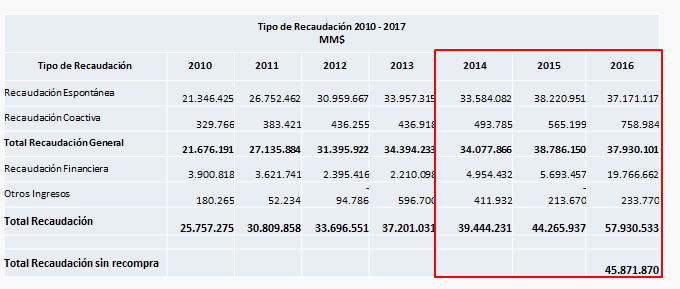 Tipo de Recaudación 2010 - 2017
MM$
Tipo de Recaudación 2010 2011 2012 2013 2014 2015 2016
Recaudación Espontánea 21.346.425 26.752.462 30.959.667 33.957.315 33.584.082 38.220.951 37.171.117
Recaudación Coactiva 329.766 383.421 436.255 436.918 493.785 565.199 758.984
Total Recaudación General 21.676.191 27.135.884 31.395.922 34.394.233 34.077.866 38.786.150 37.930.101
Recaudación Financiera 3.900.818 3.621.741 2.395.416 2.210.098 4.954.432 5.693.457 19.766.662
Otros Ingresos 180.265 52.234 -94.786 596.700 411.932 -213.670 233.770
Total Recaudación 25.757.275 30.809.858 33.696.551 37.201.031 39.444.231 44.265.937 57.930.533
Total Recaudación sin recompra 45.871.870